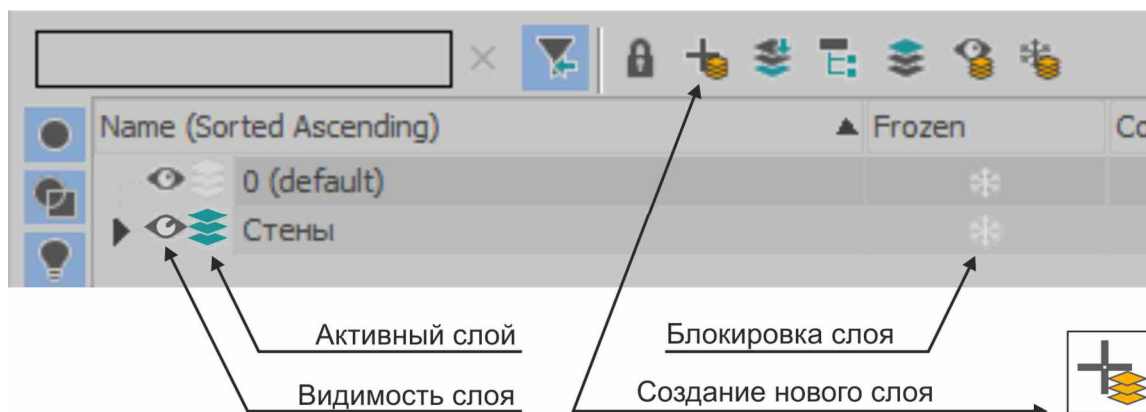 Name (Sorted Ascending) Frozen Co
0 (default)
Стены
Активный слой Блокировка слоя
Видимость слоя Создание нового слоя